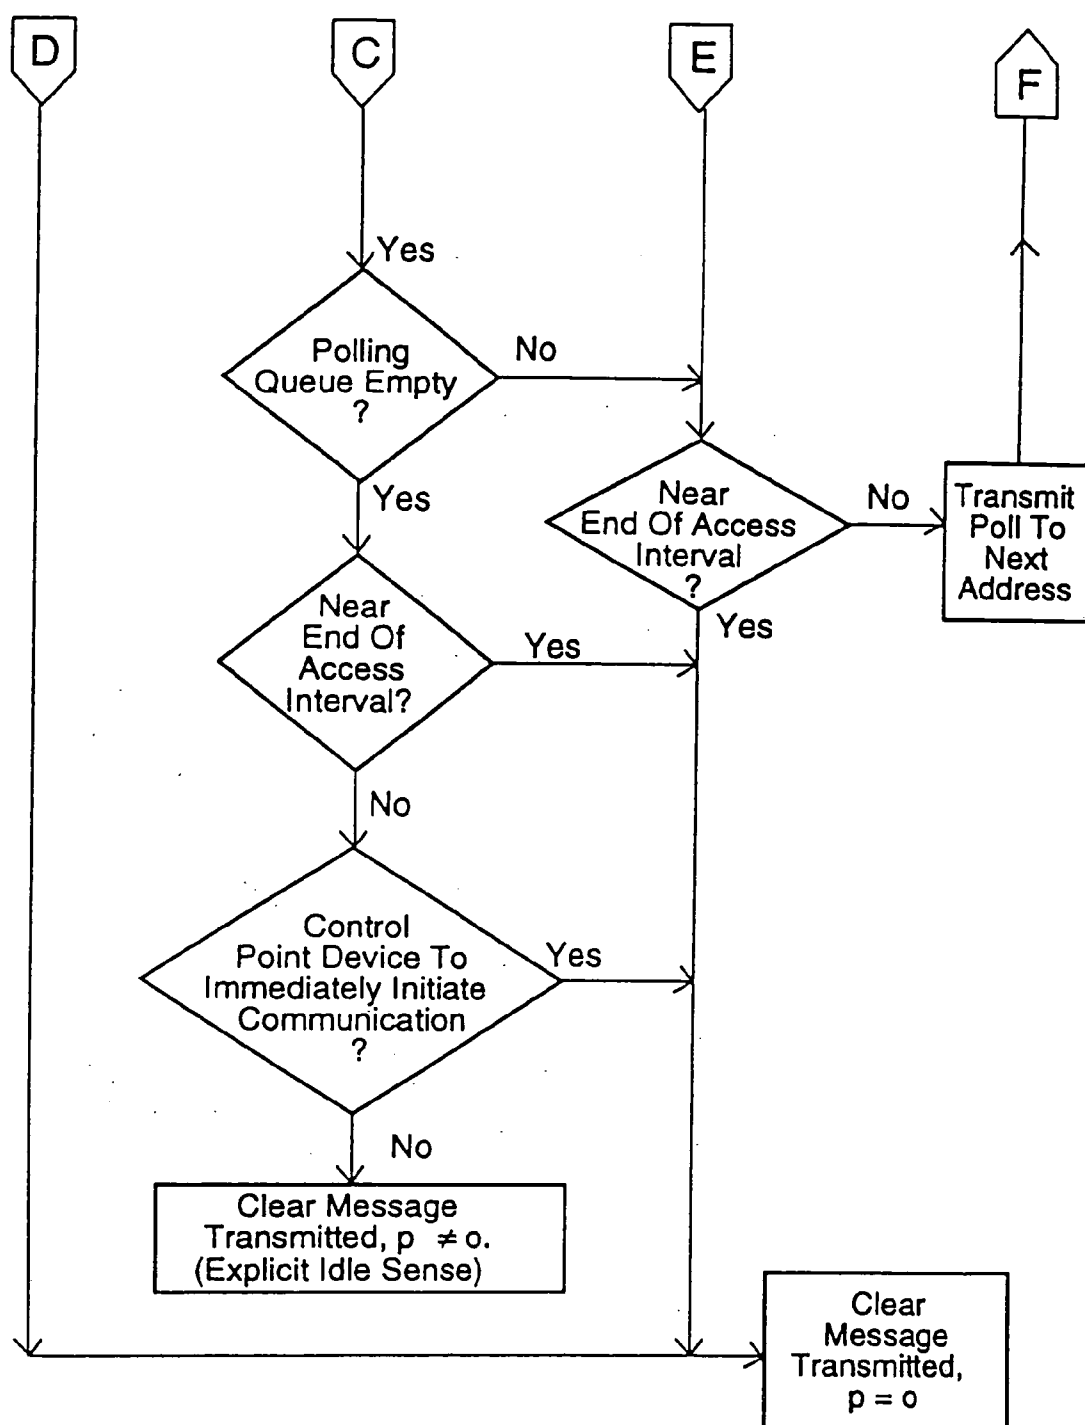 D
C
E
F
Yes
Polling
Queue Empty
?
No
Yes
Near
End Of Access
Interval
?
No
Transmit
Poll To
Next
Address
Yes
Near
End Of
Access
Interval?
Yes
No
Control
Point Device To
Immediately Initiate
Communication
?
Yes
No
Clear Message
Transmitted, p ≠ o.
(Explicit Idle Sense)
Clear
Message
Transmitted,
p = o